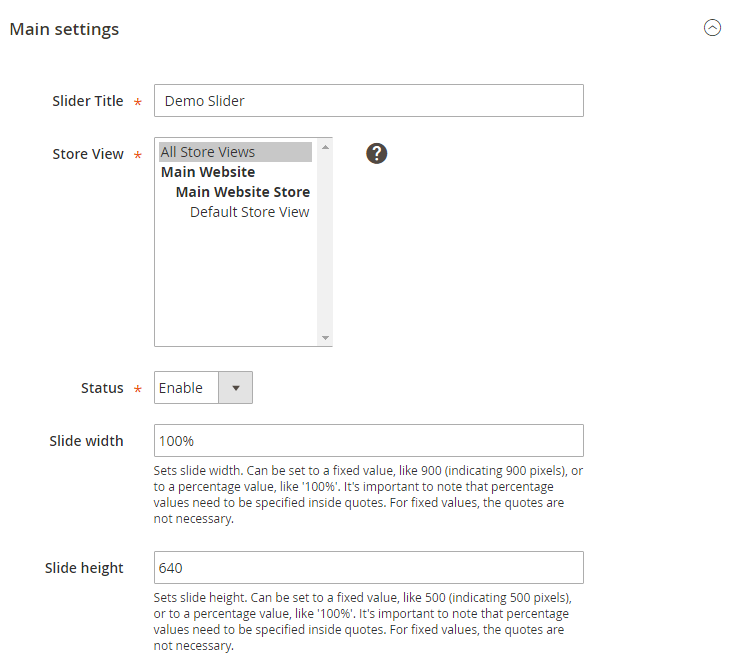 Main settings
Slider Title *
Demo Slider
Store View *
All Store Views
Main Website
Main Website Store
Default Store View
?
Status *
Enable
Slide width
100%
Sets slide width. Can be set to a fixed value, like 900 (indicating 900 pixels), or
to a percentage value, like '100%'. It's important to note that percentage
values need to be specified inside quotes. For fixed values, the quotes are
not necessary.
Slide height
640
Sets slide height. Can be set to a fixed value, like 500 (indicating 500 pixels),
or to a percentage value, like '100%'. It's important to note that percentage
values need to be specified inside quotes. For fixed values, the quotes are
not necessary.